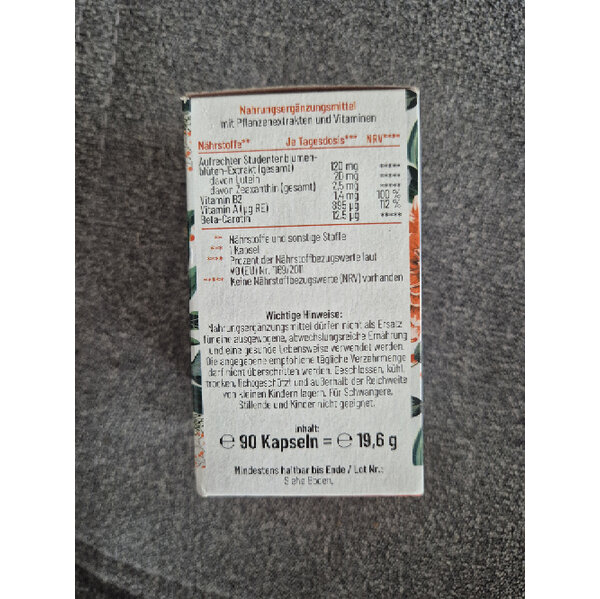 Nahrungsergänzungsmittel
mit Pflanzenextrakten und Vitaminen
Nährstoffe** Je Tagesdosis*** NRV****
Aufrechter Studentenblumen-
blüten-Extrakt (gesamt) 120 mg *****
davon Lutein 20 mg *****
davon Zeaxanthin (gesamt) 2,5 mg *****
Vitamin B2 1,4 mg 100 %
Vitamin A (µg RE) 895 µg 112 %
Beta-Carotin 12,5 µg *****
** Nährstoffe und sonstige Stoffe
*** 1 Kapsel
**** Prozent der Nährstoffbezugswerte laut
VO (EU) Nr. 1169/2011
***** Keine Nährstoffbezugswerte (NRV) vorhanden
Wichtige Hinweise:
Nahrungsergänzungsmittel dürfen nicht als Ersatz
für eine ausgewogene, abwechslungsreiche Ernährung
und eine gesunde Lebensweise verwendet werden.
Die angegebene empfohlene tägliche Verzehrmenge
darf nicht überschritten werden. Geschlossen, kühl,
trocken, lichtgeschützt und außerhalb der Reichweite
von kleinen Kindern lagern. Für Schwangere,
Stillende und Kinder nicht geeignet.
Inhalt:
℮ 90 Kapseln = ℮ 19,6 g
Mindestens haltbar bis Ende / Lot Nr.:
Siehe Boden.